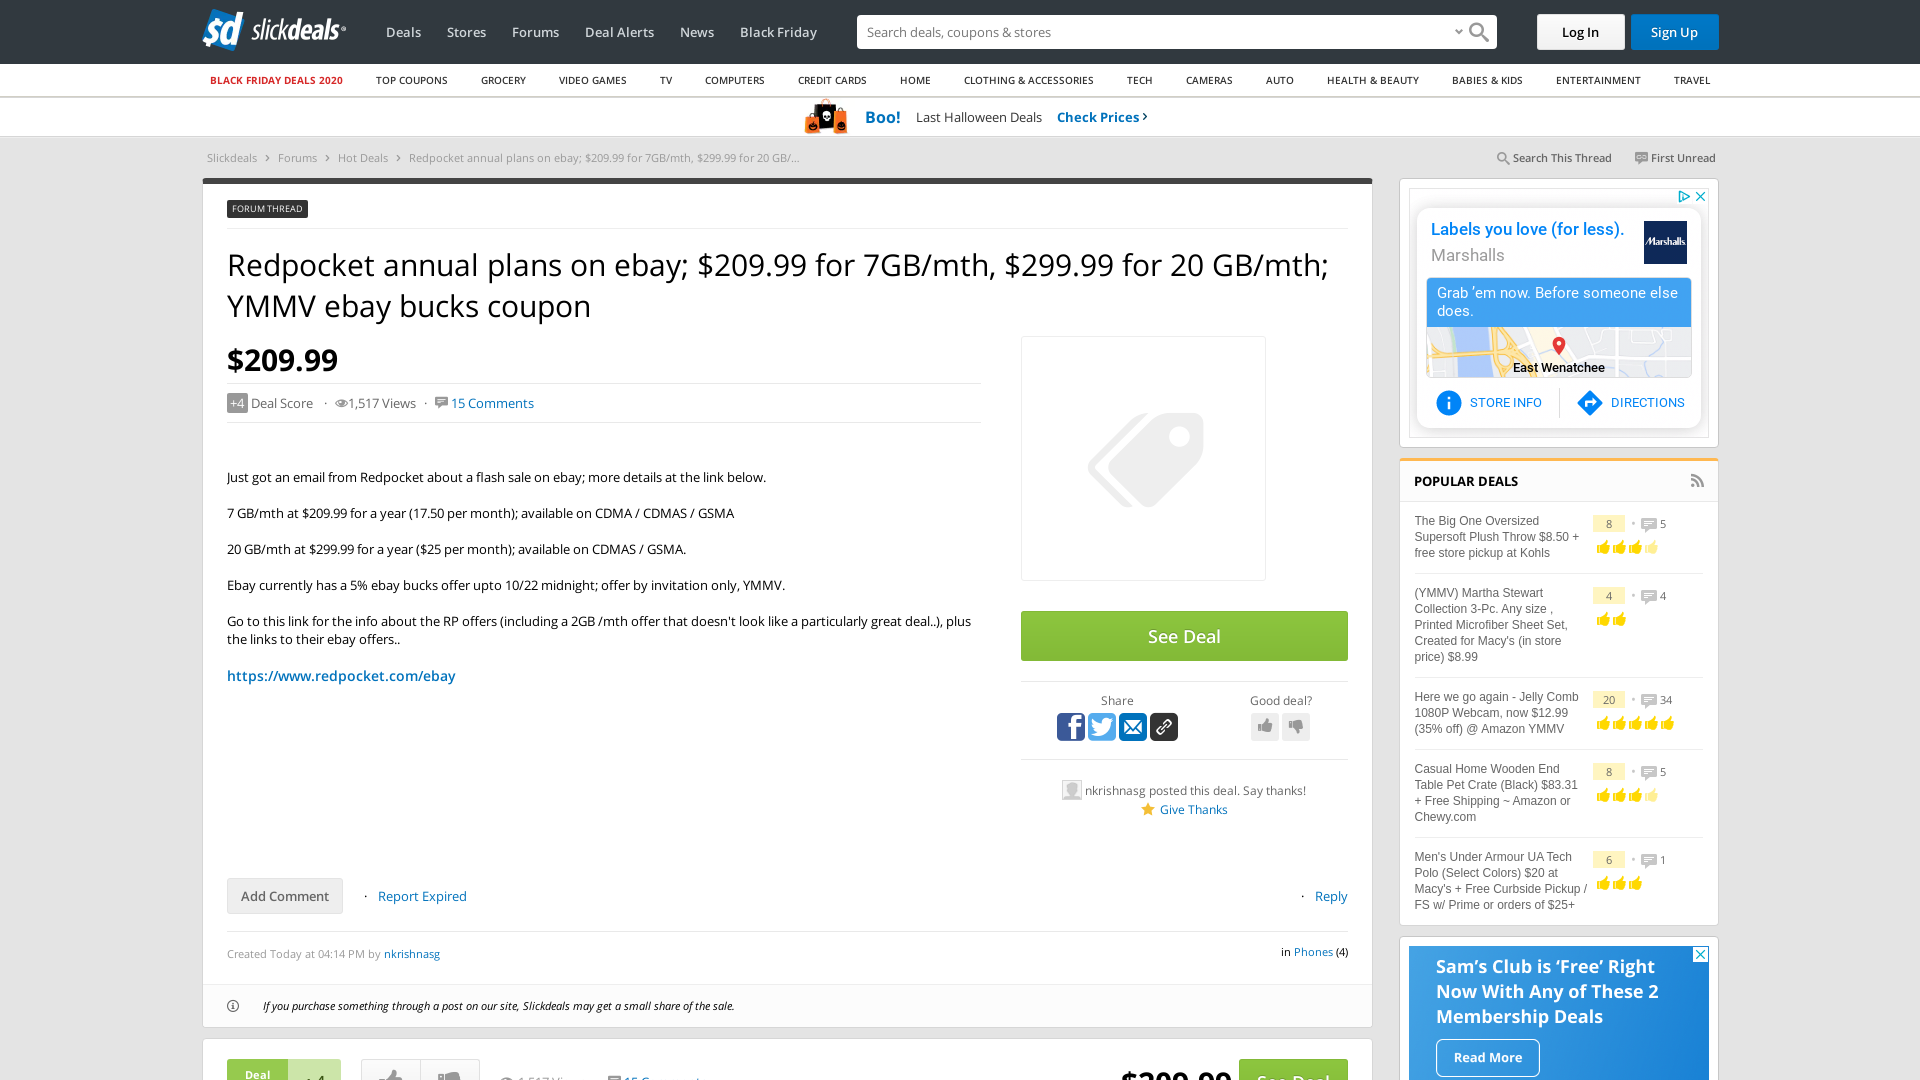 slickdeals
Deals Stores Forums Deal Alerts News Black Friday
Search deals, coupons & shops
Log In Sign Up
BLACK FRIDAY DEALS 2020 TOP COUPONS GROCERY VIDEO GAMES TV COMPUTERS CREDIT CARDS HOME CLOTHING & ACCESSORIES TECH CAMERAS AUTO HEALTH & BEAUTY BABIES & KIDS ENTERTAINMENT TRAVEL
Boo! Last Halloween Deals Check Prices ›
Slickdeals › Forums › Hot Deals › Redpocket annual plans on ebay; $209.99 for 7GB/mth, $299.99 for 20 GB/...
Search This Thread First Unread
FORUM THREAD
Redpocket annual plans on ebay; $209.99 for 7GB/mth, $299.99 for 20 GB/mth;
YMMV ebay bucks coupon
$209.99
+4 Deal Score · 1,517 Views · 15 Comments
Just got an email from Redpocket about a flash sale on ebay; more details at the link below.
7 GB/mth at $209.99 for a year (17.50 per month); available on CDMA / CDMAS / GSMA
20 GB/mth at $299.99 for a year ($25 per month); available on CDMAS / GSMA.
Ebay currently has a 5% ebay bucks offer upto 10/22 midnight; offer by invitation only, YMMV.
Go to this link for the info about the RP offers (including a 2GB /mth offer that doesn't look like a particularly great deal..), plus
the links to their ebay offers..
https://www.redpocket.com/ebay
See Deal
Share Good deal?
nkrishnasg posted this deal. Say thanks!
Give Thanks
Add Comment · Report Expired · Reply
Created Today at 04:14 PM by nkrishnasg in Phones (4)
If you purchase something through a post on our site, Slickdeals may get a small share of the sale.
Deal
$209.99
See Deal
Labels you love (for less).
Marshalls
Marshalls
Grab 'em now. Before someone else
does.
East Wenatchee
STORE INFO DIRECTIONS
POPULAR DEALS
The Big One Oversized
Supersoft Plush Throw $8.50 +
free store pickup at Kohls
8 • 5
(YMMV) Martha Stewart
Collection 3-Pc. Any size ,
Printed Microfiber Sheet Set,
Created for Macy's (in store
price) $8.99
4 • 4
Here we go again - Jelly Comb
1080P Webcam, now $12.99
(35% off) @ Amazon YMMV
20 • 34
Casual Home Wooden End
Table Pet Crate (Black) $83.31
+ Free Shipping ~ Amazon or
Chewy.com
8 • 5
Men's Under Armour UA Tech
Polo (Select Colors) $20 at
Macy's + Free Curbside Pickup /
FS w/ Prime or orders of $25+
6 • 1
Sam's Club is 'Free' Right
Now With Any of These 2
Membership Deals
Read More